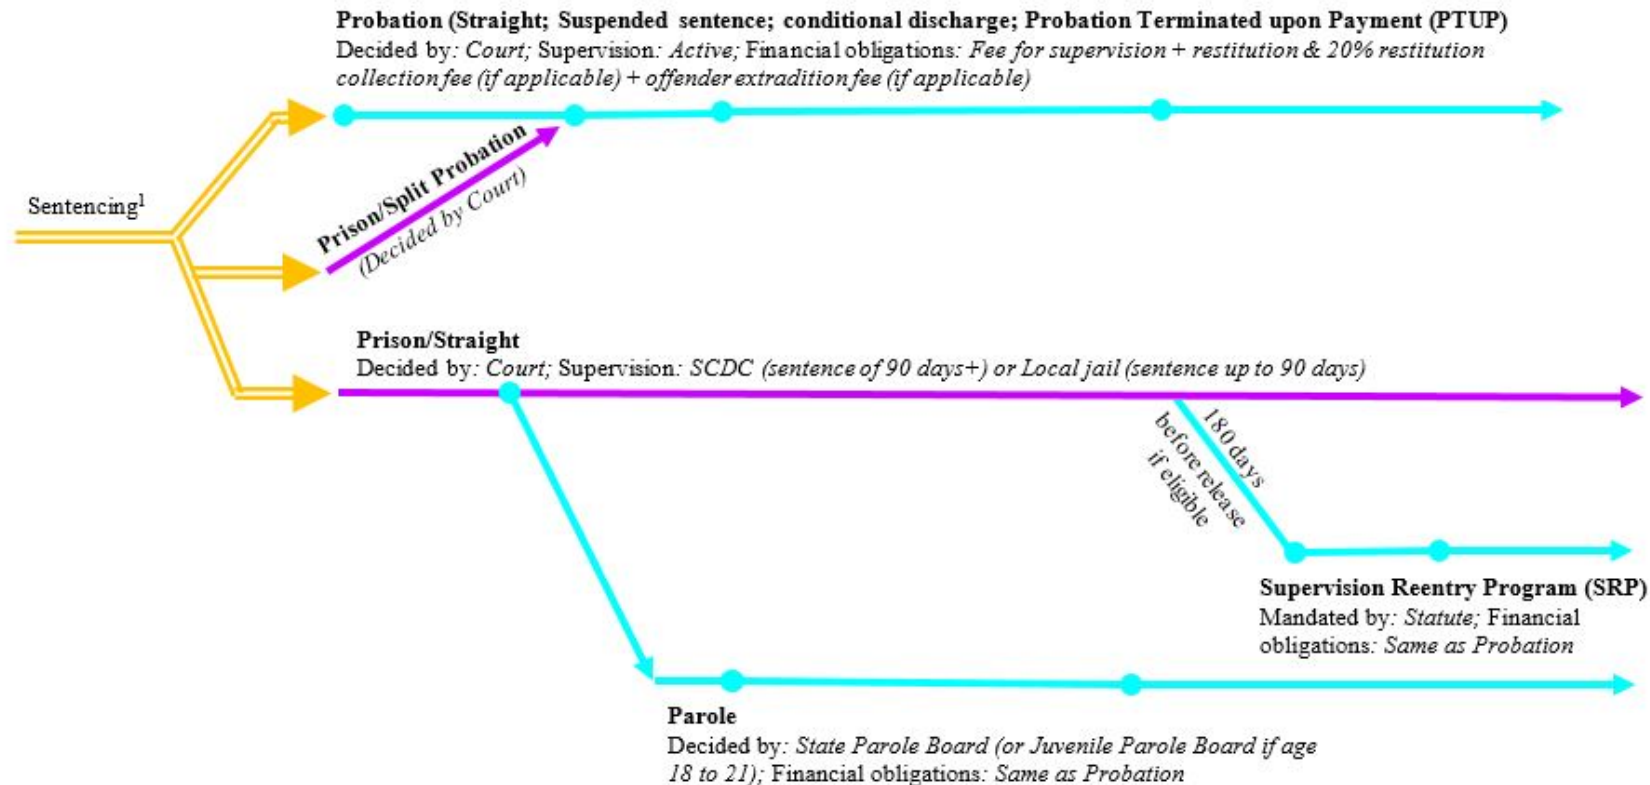 Probation (Straight; Suspended sentence; conditional discharge; Probation Terminated upon Payment (PTUP)
Decided by: Court; Supervision: Active; Financial obligations: Fee for supervision + restitution & 20% restitution
collection fee (if applicable) + offender extradition fee (if applicable)
Sentencing¹
Prison/Split Probation
(Decided by Court)
Prison/Straight
Decided by: Court; Supervision: SCDC (sentence of 90 days+) or Local jail (sentence up to 90 days)
180 days
before release
if eligible
Supervision Reentry Program (SRP)
Mandated by: Statute; Financial
obligations: Same as Probation
Parole
Decided by: State Parole Board (or Juvenile Parole Board if age
18 to 21); Financial obligations: Same as Probation